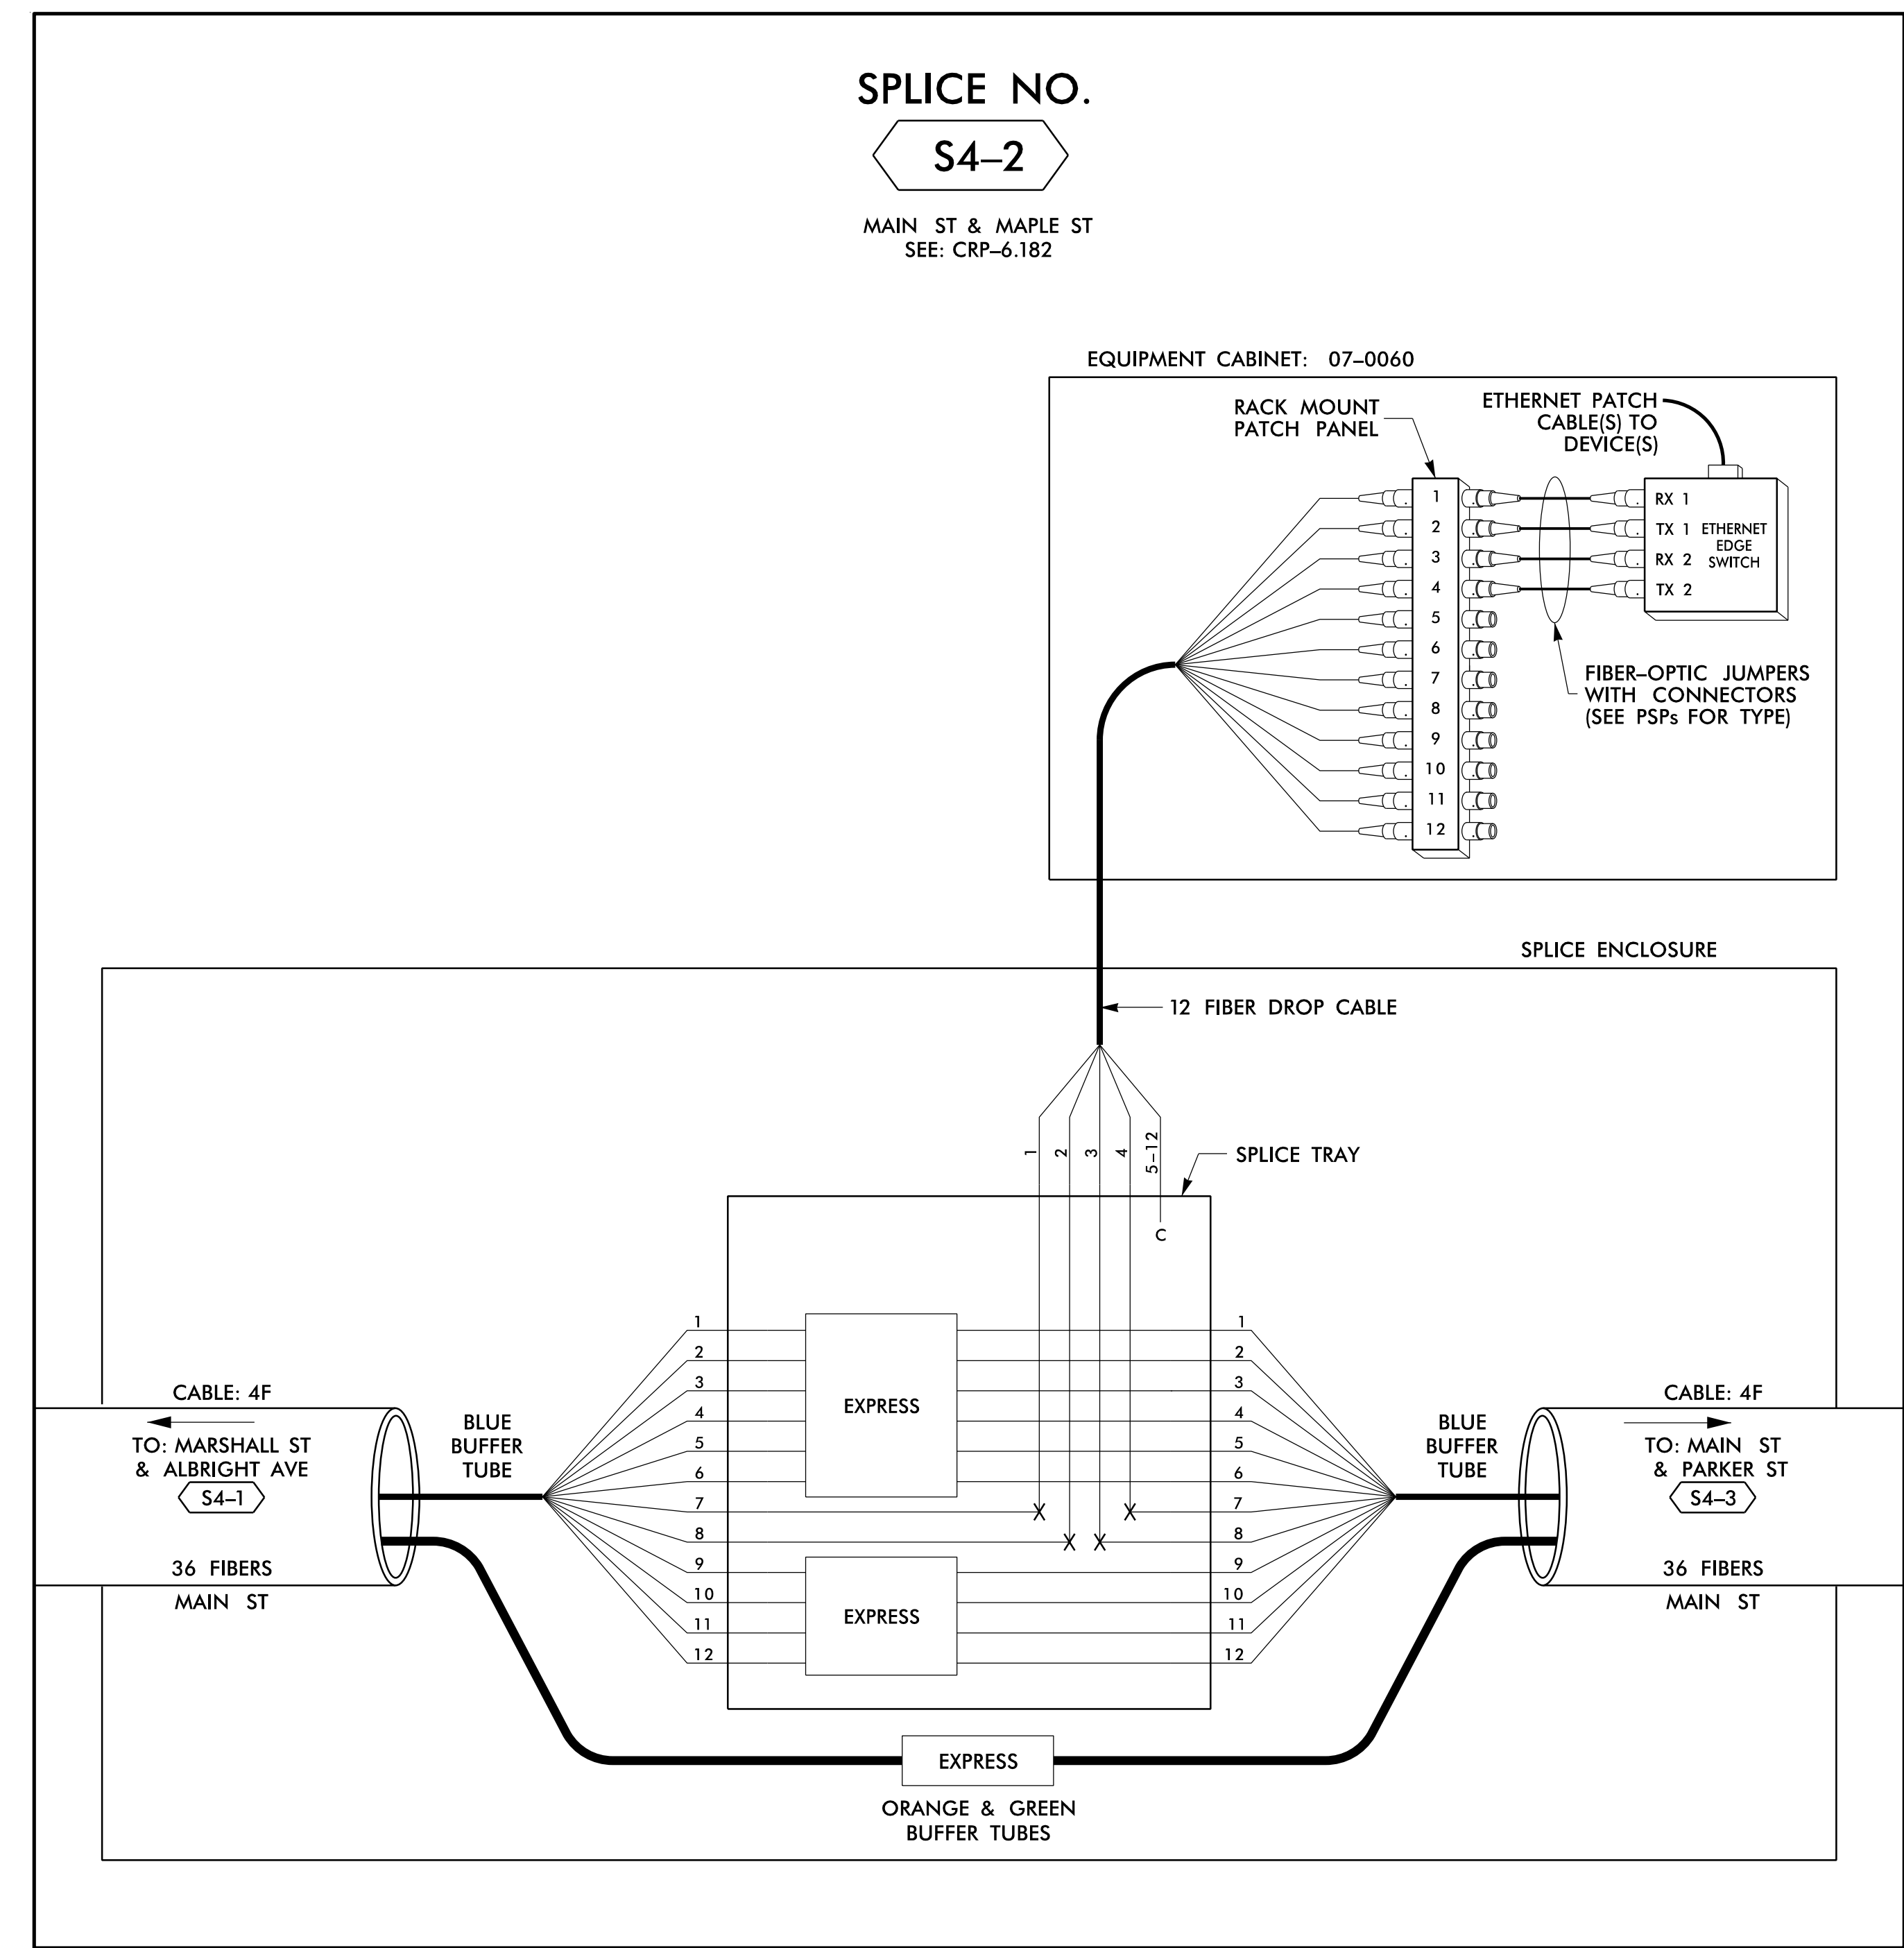 SPLICE NO.
S4–2
MAIN ST & MAPLE ST
SEE: CRP–6.182
EQUIPMENT CABINET: 07–0060
RACK MOUNT
PATCH PANEL
ETHERNET PATCH
CABLE(S) TO
DEVICE(S)
1
2
3
4
5
6
7
8
9
10
11
12
RX 1
TX 1
RX 2
TX 2
ETHERNET
EDGE
SWITCH
FIBER–OPTIC JUMPERS
WITH CONNECTORS
(SEE PSPs FOR TYPE)
SPLICE ENCLOSURE
12 FIBER DROP CABLE
1
2
3
4
5–12
SPLICE TRAY
C
CABLE: 4F
TO: MARSHALL ST
& ALBRIGHT AVE
S4–1
36 FIBERS
MAIN ST
BLUE
BUFFER
TUBE
1
2
3
4
5
6
7
8
9
10
11
12
EXPRESS
EXPRESS
1
2
3
4
5
6
7
8
9
10
11
12
BLUE
BUFFER
TUBE
CABLE: 4F
TO: MAIN ST
& PARKER ST
S4–3
36 FIBERS
MAIN ST
EXPRESS
ORANGE & GREEN
BUFFER TUBES